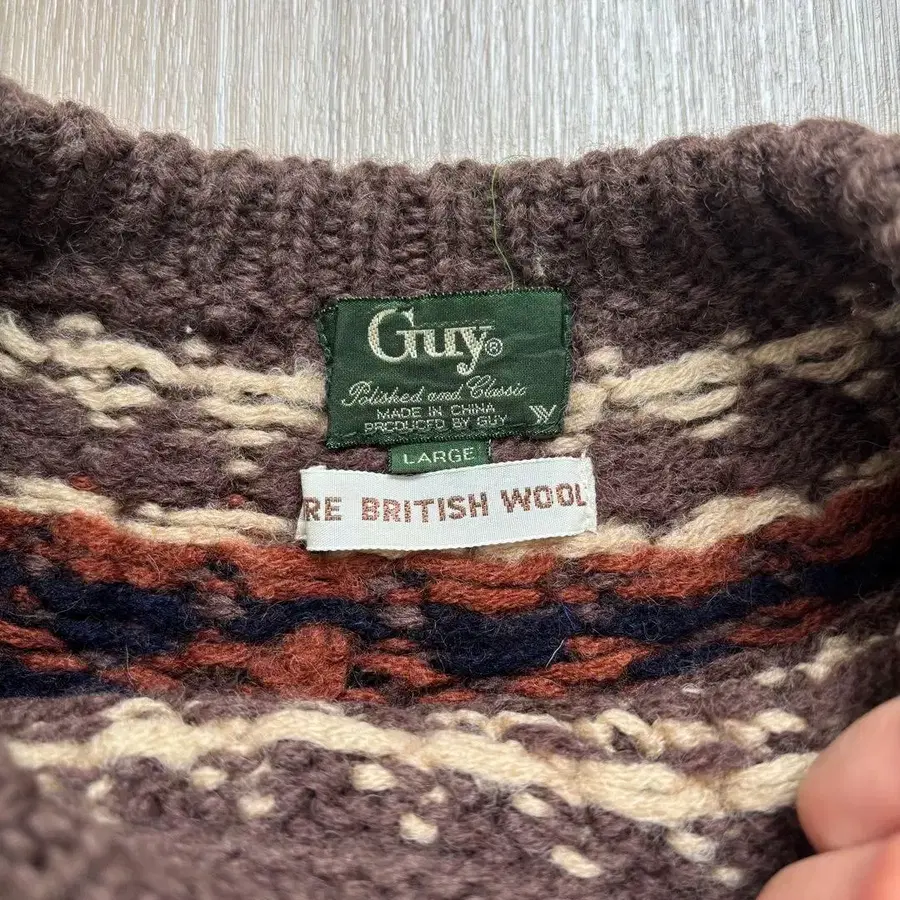 Guy®
Polished and Classic
MADE IN CHINA
PRODUCED BY GUY
LARGE
RE BRITISH WOOL